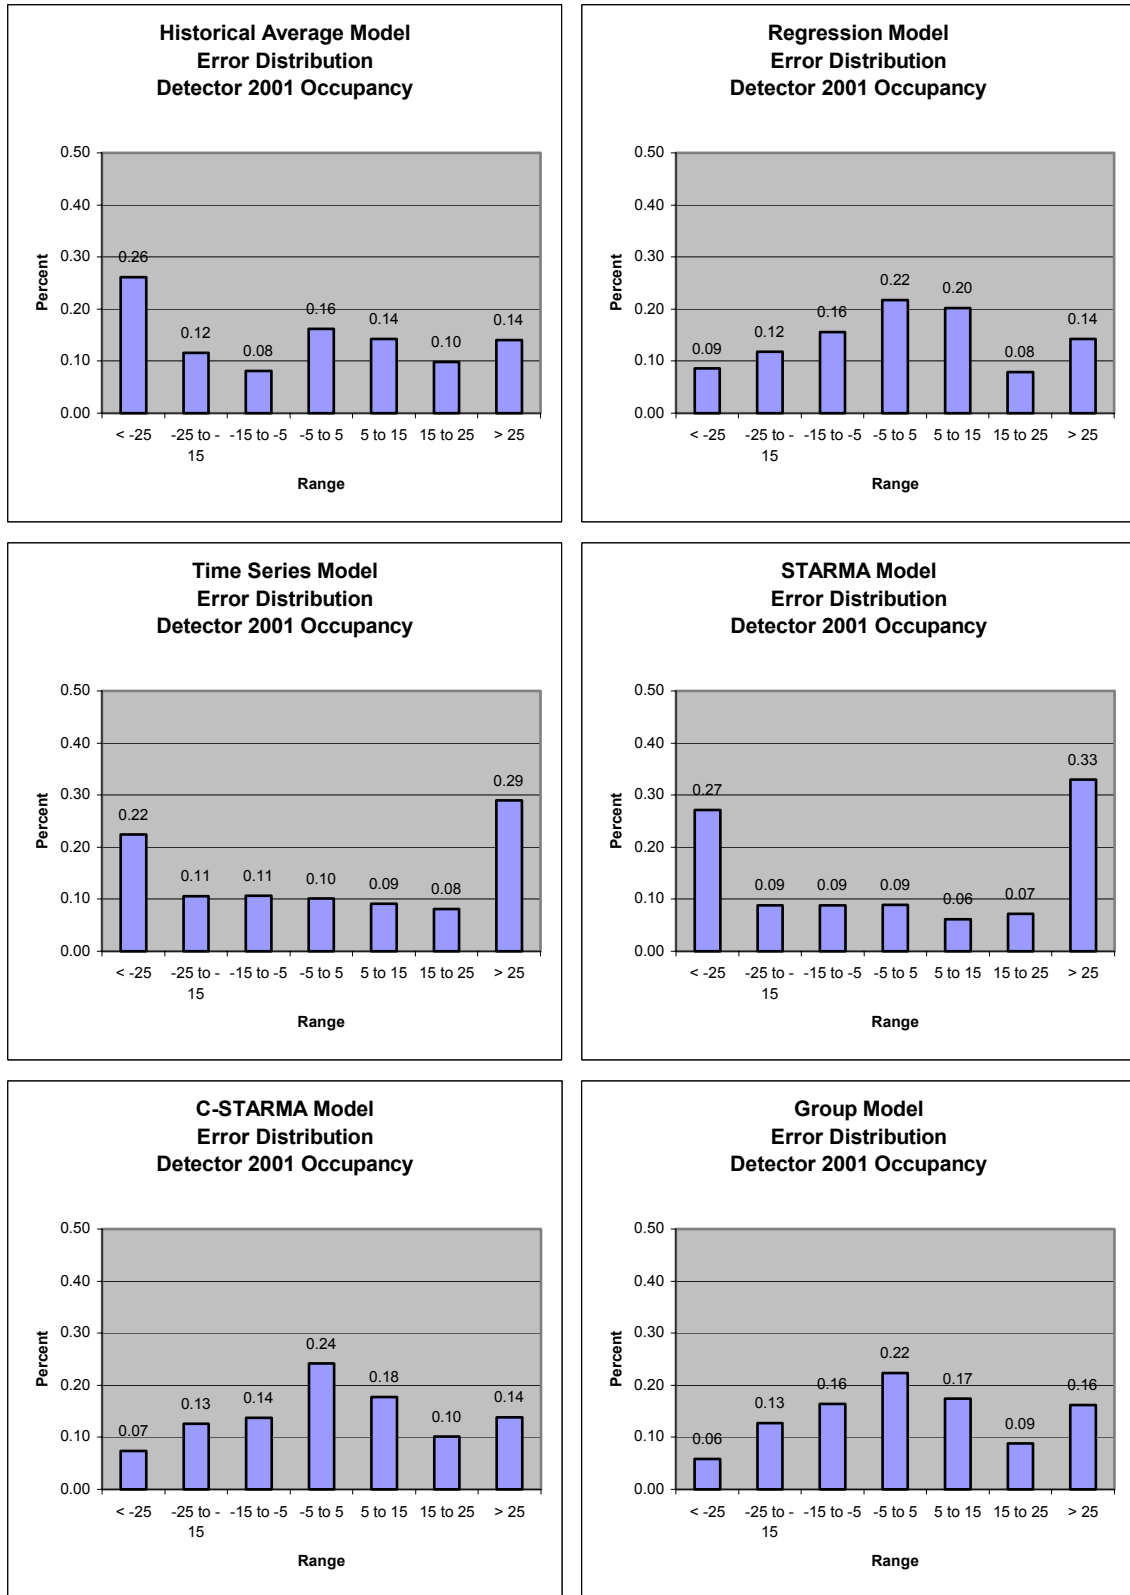 Historical Average Model
Error Distribution
Detector 2001 Occupancy
0.50
0.40
0.30
0.20
0.10
0.00
Percent
0.26
0.12
0.08
0.16
0.14
0.10
0.14
< -25
-25 to -
15
-15 to -5
-5 to 5
5 to 15
15 to 25
> 25
Range
Regression Model
Error Distribution
Detector 2001 Occupancy
0.50
0.40
0.30
0.20
0.10
0.00
Percent
0.09
0.12
0.16
0.22
0.20
0.08
0.14
< -25
-25 to -
15
-15 to -5
-5 to 5
5 to 15
15 to 25
> 25
Range
Time Series Model
Error Distribution
Detector 2001 Occupancy
0.50
0.40
0.30
0.20
0.10
0.00
Percent
0.22
0.11
0.11
0.10
0.09
0.08
0.29
< -25
-25 to -
15
-15 to -5
-5 to 5
5 to 15
15 to 25
> 25
Range
STARMA Model
Error Distribution
Detector 2001 Occupancy
0.50
0.40
0.30
0.20
0.10
0.00
Percent
0.27
0.09
0.09
0.09
0.06
0.07
0.33
< -25
-25 to -
15
-15 to -5
-5 to 5
5 to 15
15 to 25
> 25
Range
C-STARMA Model
Error Distribution
Detector 2001 Occupancy
0.50
0.40
0.30
0.20
0.10
0.00
Percent
0.07
0.13
0.14
0.24
0.18
0.10
0.14
< -25
-25 to -
15
-15 to -5
-5 to 5
5 to 15
15 to 25
> 25
Range
Group Model
Error Distribution
Detector 2001 Occupancy
0.50
0.40
0.30
0.20
0.10
0.00
Percent
0.06
0.13
0.16
0.22
0.17
0.09
0.16
< -25
-25 to -
15
-15 to -5
-5 to 5
5 to 15
15 to 25
> 25
Range